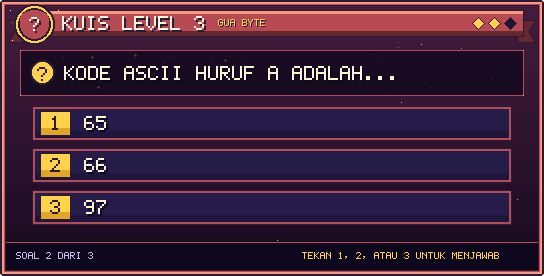 ?
KUIS LEVEL 3 GUA BYTE
? KODE ASCII HURUF A ADALAH...
1 65
2 66
3 97
SOAL 2 DARI 3 TEKAN 1, 2, ATAU 3 UNTUK MENJAWAB